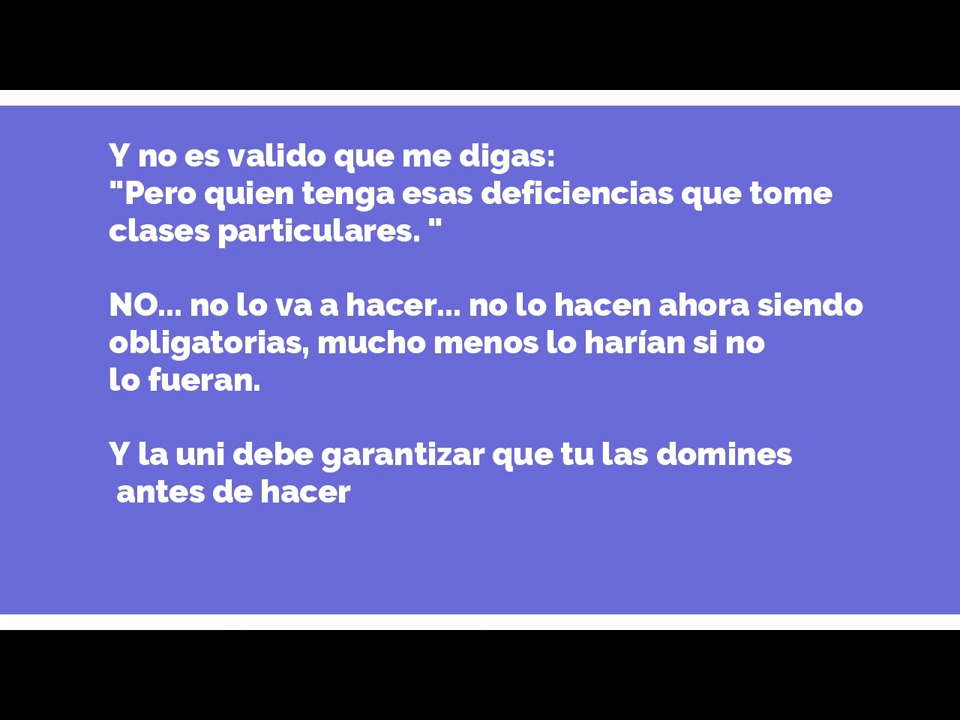 Y no es valido que me digas:
"Pero quien tenga esas deficiencias que tome
clases particulares. "
NO... no lo va a hacer... no lo hacen ahora siendo
obligatorias, mucho menos lo harían si no
lo fueran.
Y la uni debe garantizar que tu las domines
antes de hacer